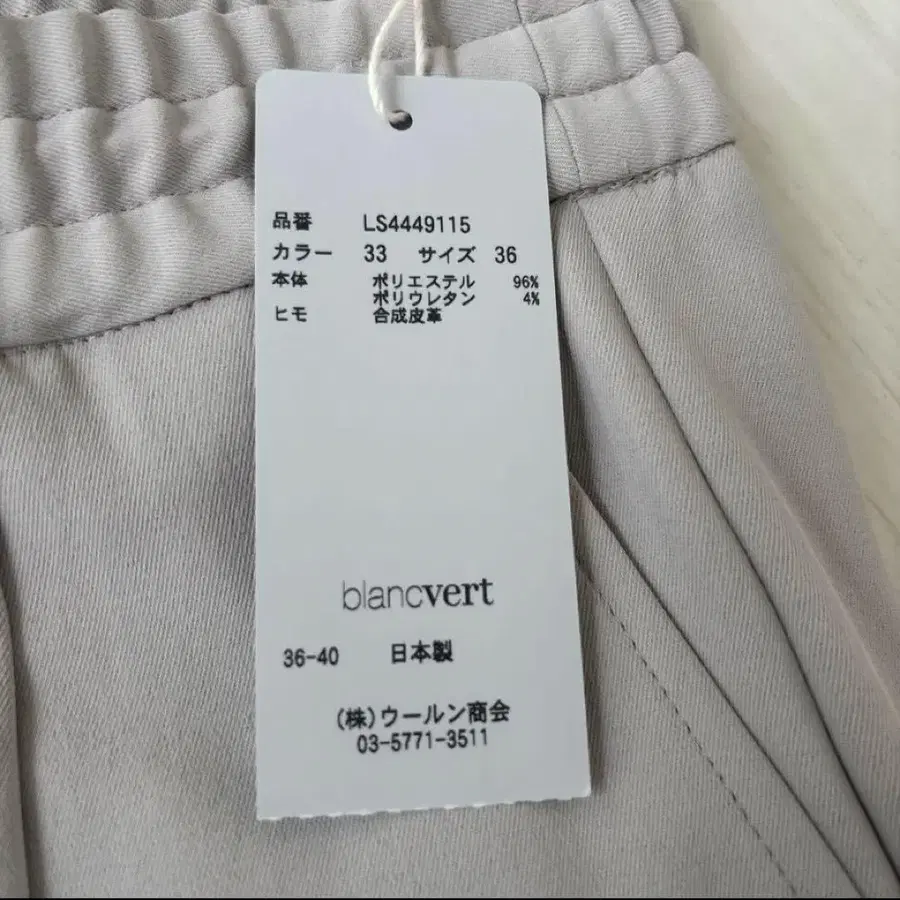 品番 LS4449115
カラー 33 サイズ 36
本体 ポリエステル 96%
ポリウレタン 4%
ヒモ 合成皮革
blancvert
36-40 日本製
(株)ウールン商会
03-5771-3511